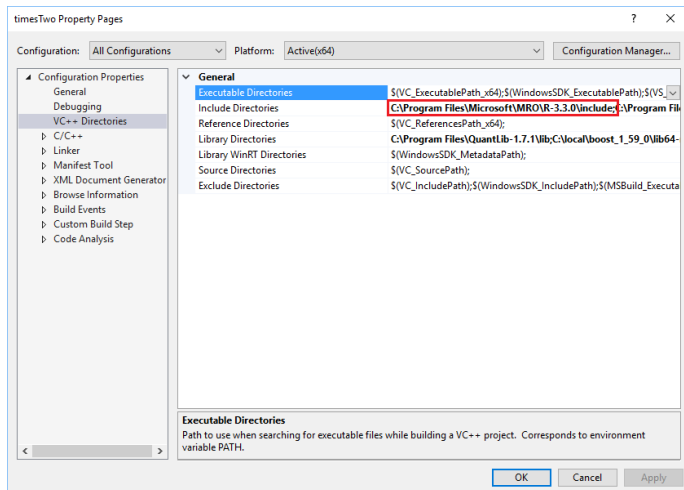 timesTwo Property Pages
? ×
Configuration: All Configurations Platform: Active(x64) Configuration Manager...
Configuration Properties
General
Debugging
VC++ Directories
C/C++
Linker
Manifest Tool
XML Document Generator
Browse Information
Build Events
Custom Build Step
Code Analysis
General
Executable Directories $(VC_ExecutablePath_x64);$(WindowsSDK_ExecutablePath);$(VS_
Include Directories C:\Program Files\Microsoft\MRO\R-3.3.0\include;C:\Program Fil
Reference Directories $(VC_ReferencesPath_x64);
Library Directories C:\Program Files\QuantLib-1.7.1\lib;C:\local\boost_1_59_0\lib64-
Library WinRT Directories $(WindowsSDK_MetadataPath);
Source Directories $(VC_SourcePath);
Exclude Directories $(VC_IncludePath);$(WindowsSDK_IncludePath);$(MSBuild_Executa
Executable Directories
Path to use when searching for executable files while building a VC++ project. Corresponds to environment
variable PATH.
OK Cancel Apply